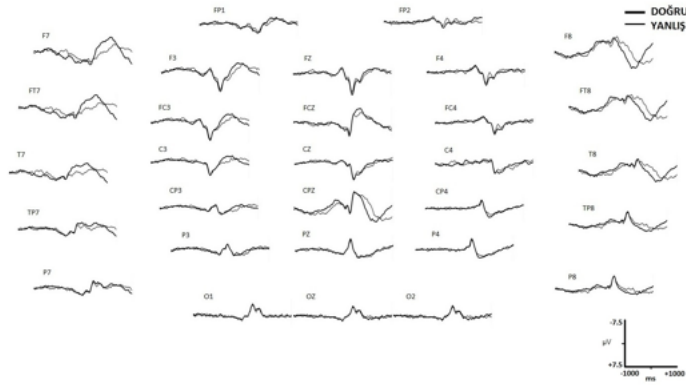 FP1 FP2 DOĞRU
YANLIŞ
F7 F3 FZ F4 F8
FT7 FC3 FCZ FC4 FT8
T7 C3 CZ C4 T8
TP7 CP3 CPZ CP4 TP8
P3 PZ P4
P7 P8
O1 OZ O2
-7.5
µV
+7.5
-1000 +1000
ms